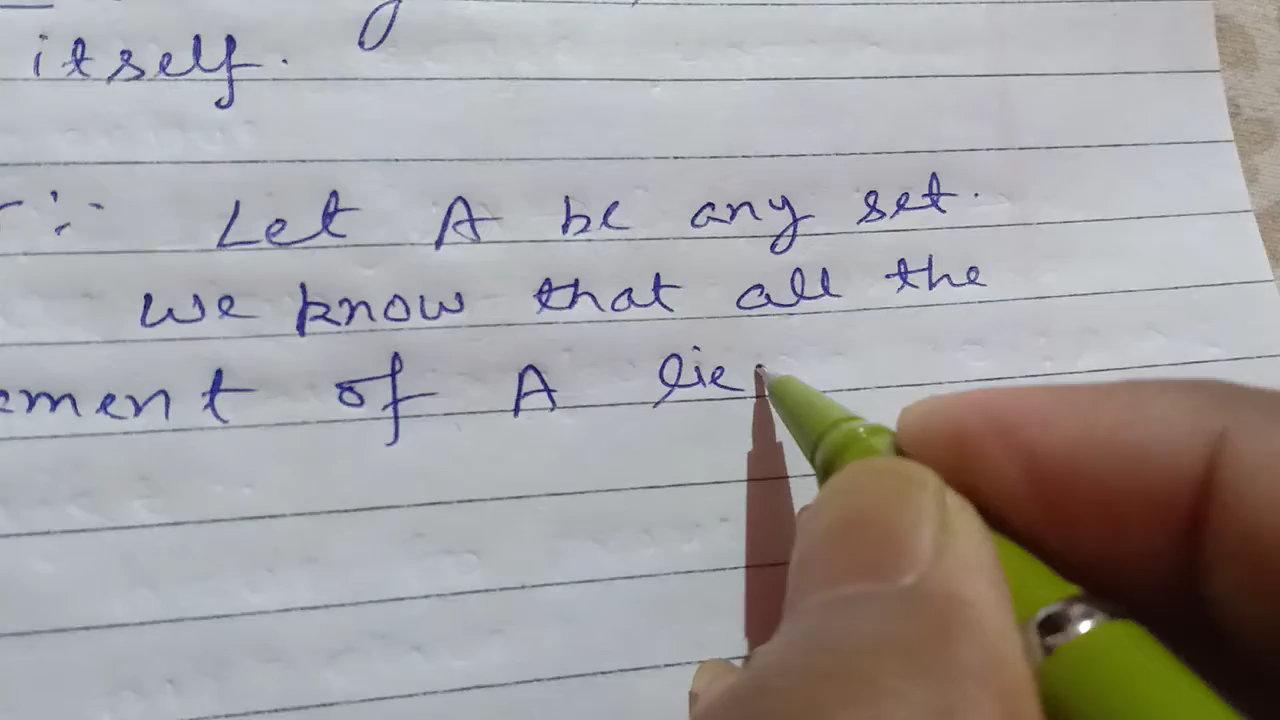 itself.
Let A be any set.
we know that all the
ement of A lie